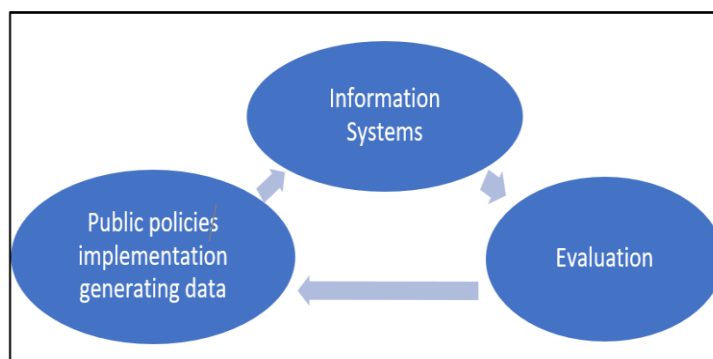 Information
Systems
Public policies
implementation
generating data
Evaluation